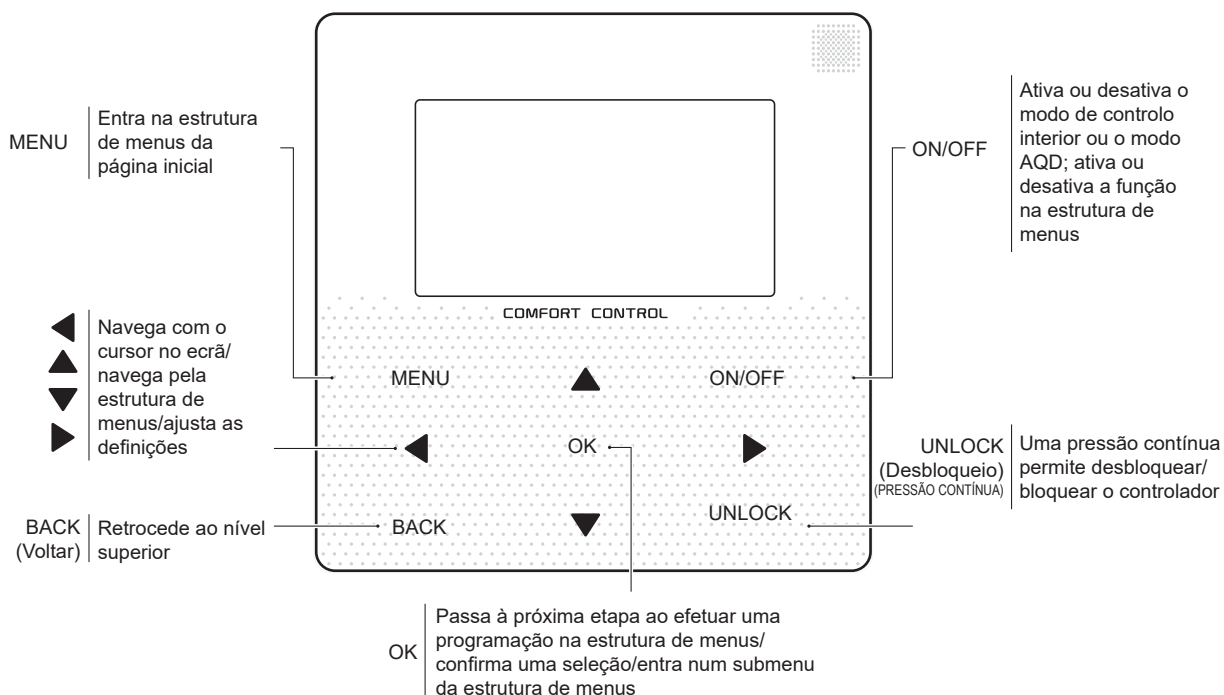 MENU
Entra na estrutura
de menus da
página inicial
ON/OFF
Ativa ou desativa o
modo de controlo
interior ou o modo
AQD; ativa ou
desativa a função
na estrutura de
menus
COMFORT CONTROL
Navega com o
cursor no ecrã/
navega pela
estrutura de
menus/ajusta as
definições
MENU
ON/OFF
OK
BACK
UNLOCK
UNLOCK
(Desbloqueio)
(PRESSÃO CONTÍNUA)
Uma pressão contínua
permite desbloquear/
bloquear o controlador
BACK
(Voltar)
Retrocede ao nível
superior
OK
Passa à próxima etapa ao efetuar uma
programação na estrutura de menus/
confirma uma seleção/entra num submenu
da estrutura de menus